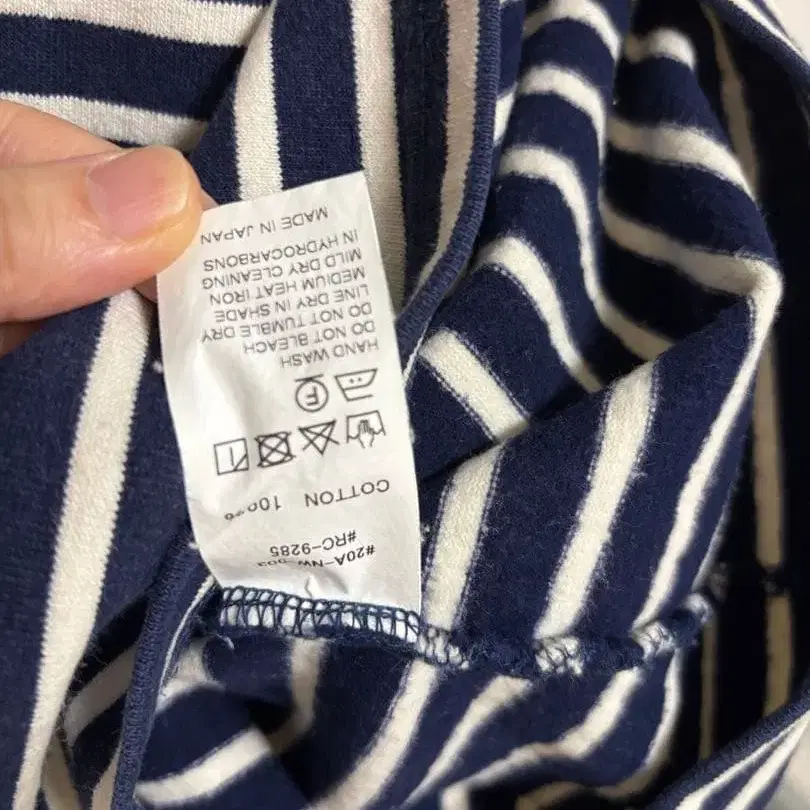 #20A-NW-003
#RC-9285
COTTON 100%
HAND WASH
DO NOT BLEACH
DO NOT TUMBLE DRY
LINE DRY IN SHADE
MEDIUM HEAT IRON
MILD DRY CLEANING
IN HYDROCARBONS
MADE IN JAPAN